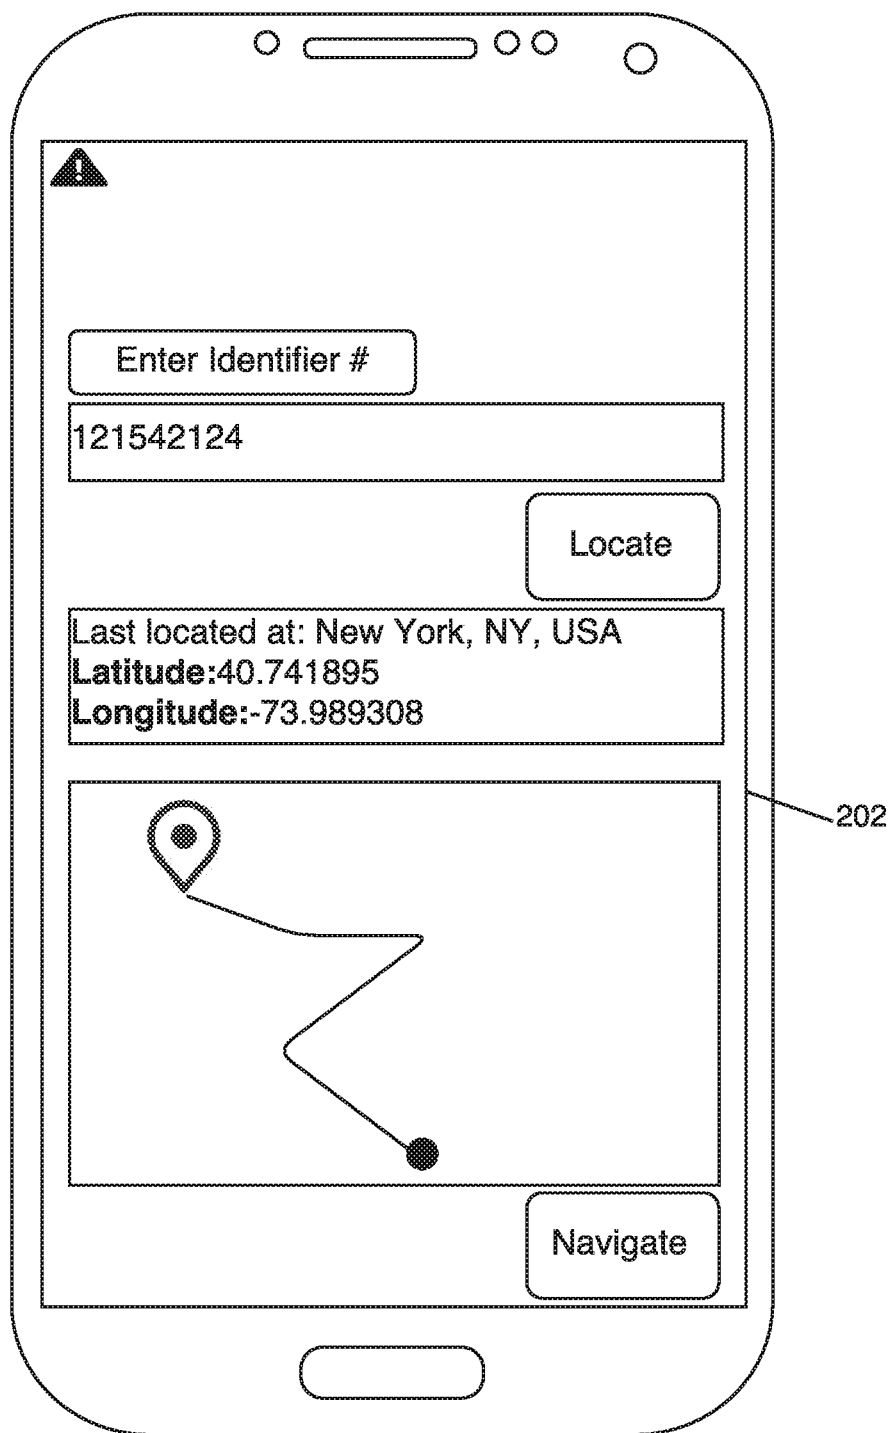 Enter Identifier #
121542124
Locate
Last located at: New York, NY, USA
Latitude:40.741895
Longitude:-73.989308
202
Navigate